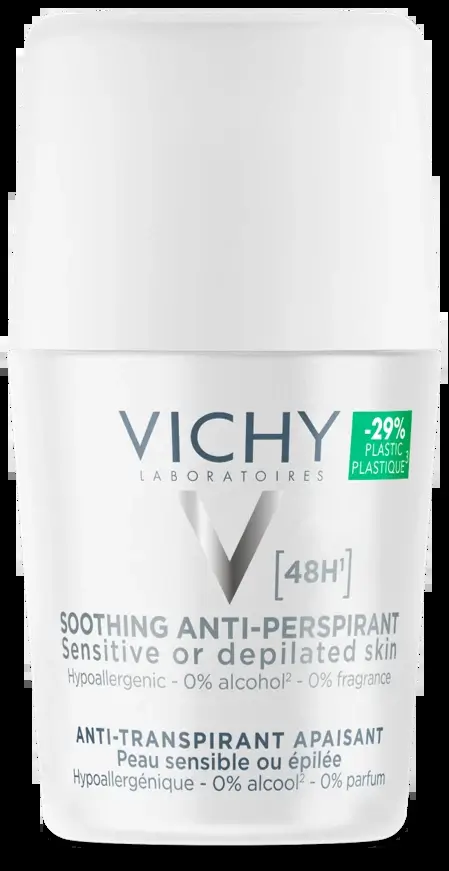 VICHY
LABORATOIRES
-29%
PLASTIC
PLASTIQUE³
[48H¹]
SOOTHING ANTI-PERSPIRANT
Sensitive or depilated skin
Hypoallergenic - 0% alcohol² - 0% fragrance
ANTI-TRANSPIRANT APAISANT
Peau sensible ou épilée
Hypoallergénique - 0% alcool² - 0% parfum